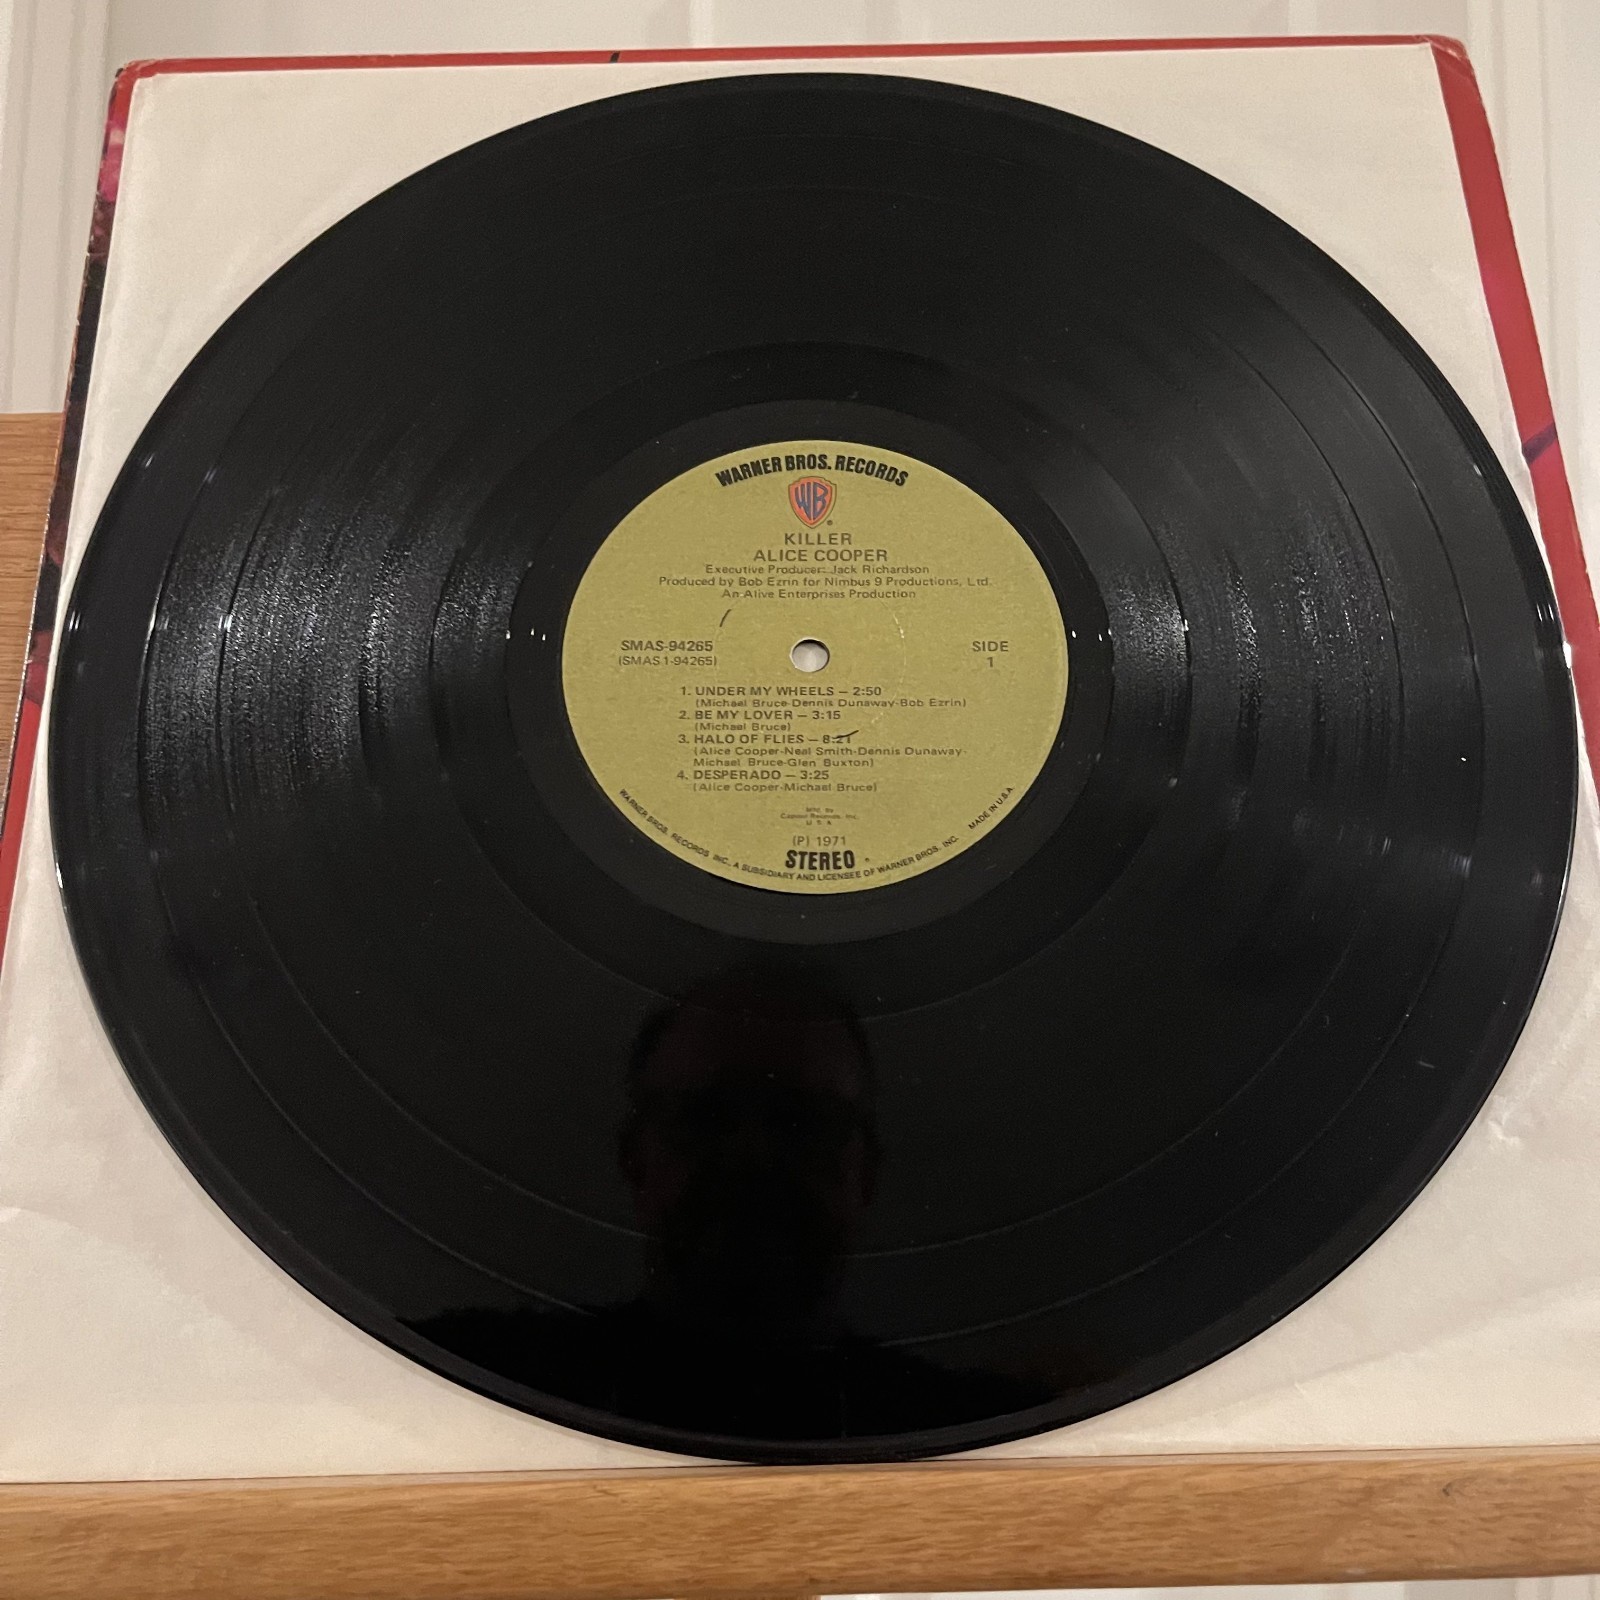 WARNER BROS. RECORDS
WB
®
KILLER
ALICE COOPER
Executive Producer: Jack Richardson
Produced by Bob Ezrin for Nimbus 9 Productions, Ltd.
An Alive Enterprises Production
SMAS-94265
(SMAS 1-94265)
SIDE
1
1. UNDER MY WHEELS — 2:50
(Michael Bruce-Dennis Dunaway-Bob Ezrin)
2. BE MY LOVER — 3:15
(Michael Bruce)
3. HALO OF FLIES — 8:21
(Alice Cooper-Neal Smith-Dennis Dunaway-
Michael Bruce-Glen Buxton)
4. DESPERADO — 3:25
(Alice Cooper-Michael Bruce)
Mfd. by
Capitol Records, Inc.
U.S.A.
(P) 1971
STEREO
WARNER BROS. RECORDS INC., A SUBSIDIARY AND LICENSEE OF WARNER BROS. INC. MADE IN U.S.A.